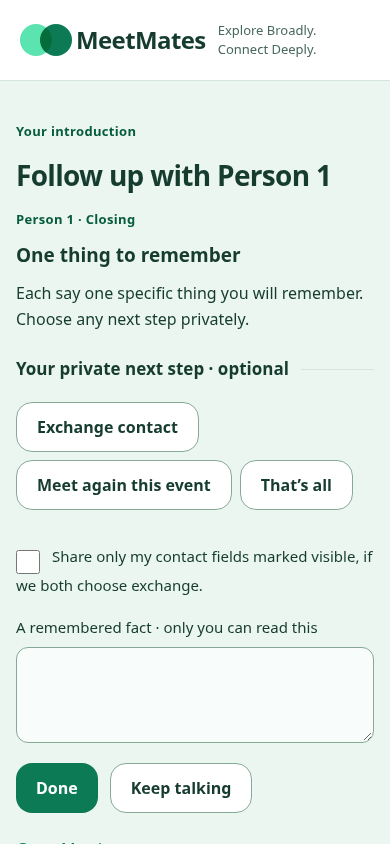 MeetMates
Explore Broadly.
Connect Deeply.
Your introduction
Follow up with Person 1
Person 1 · Closing
One thing to remember
Each say one specific thing you will remember.
Choose any next step privately.
Your private next step · optional
Exchange contact
Meet again this event
That’s all
Share only my contact fields marked visible, if
we both choose exchange.
A remembered fact · only you can read this
Done
Keep talking